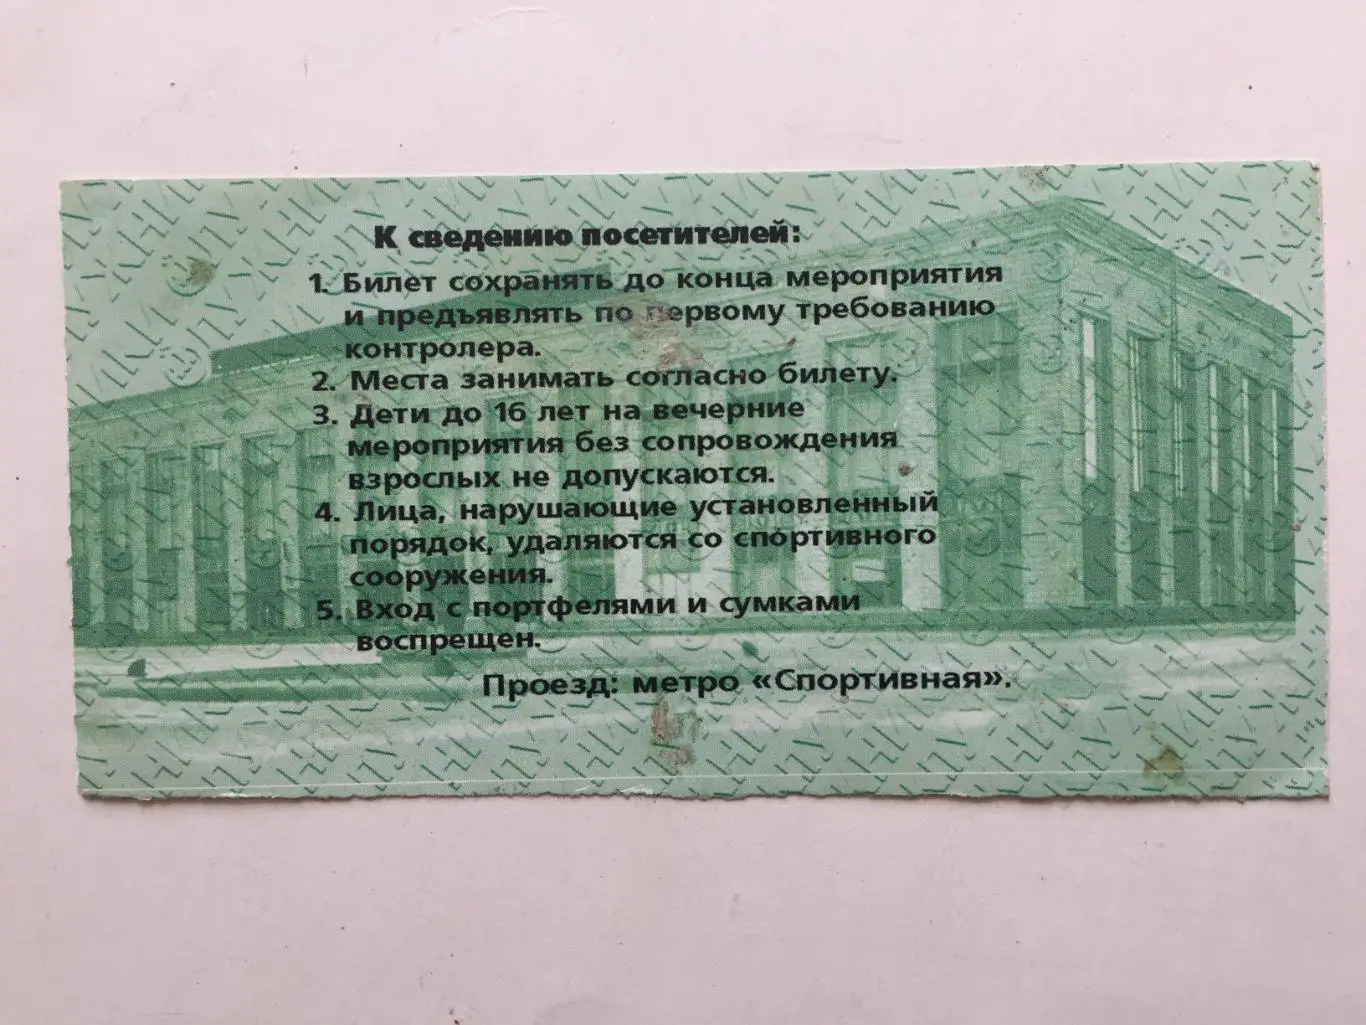 К сведению посетителей:
1. Билет сохранять до конца мероприятия
и предъявлять по первому требованию
контролера.
2. Места занимать согласно билету.
3. Дети до 16 лет на вечерние
мероприятия без сопровождения
взрослых не допускаются.
4. Лица, нарушающие установленный
порядок, удаляются со спортивного
сооружения.
5. Вход с портфелями и сумками
воспрещен.
Проезд: метро «Спортивная».